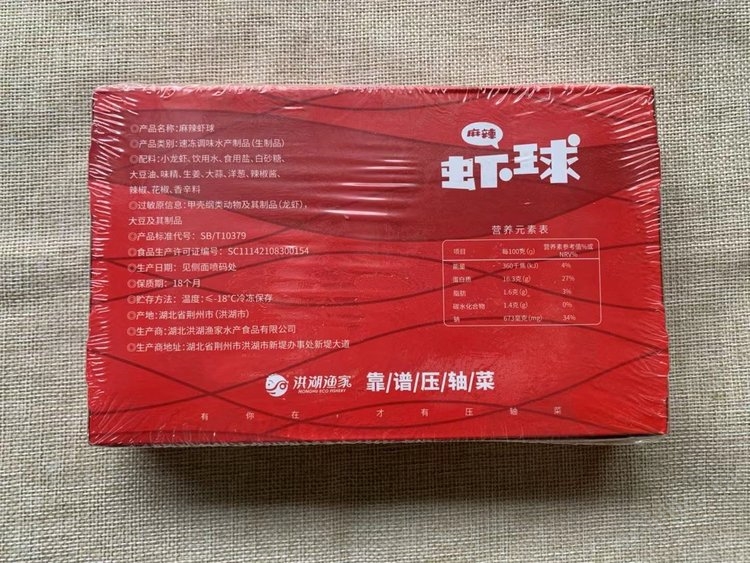 ◎产品名称:麻辣虾球
◎产品类别:速冻调味水产制品(生制品)
◎配料:小龙虾、饮用水、食用盐、白砂糖、
大豆油、味精、生姜、大蒜、洋葱、辣椒酱、
辣椒、花椒、香辛料
◎过敏原信息:甲壳纲类动物及其制品(龙虾),
大豆及其制品
◎产品标准代号:SB/T10379
◎食品生产许可证编号:SC11142108300154
◎生产日期:见侧面喷码处
◎保质期:18个月
◎贮存方法:温度:≤-18℃冷冻保存
◎产地:湖北省荆州市(洪湖市)
◎生产商:湖北洪湖渔家水产食品有限公司
◎生产商地址:湖北省荆州市洪湖市新堤办事处新堤大道
麻辣
虾球
营养元素表
项目 每100克(g) 营养素参考值%或NRV%
能量 360千焦(kJ) 4%
蛋白质 16.3克(g) 27%
脂肪 1.6克(g) 3%
碳水化合物 1.4克(g) 0%
钠 673毫克(mg) 34%
洪湖渔家 靠/谱/压/轴/菜
HONGHU ECO FISHERY
有你在,才有压轴菜